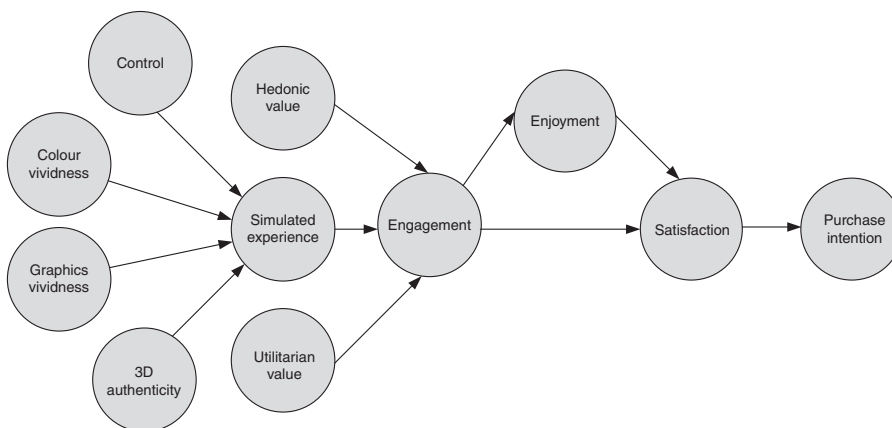 Control
Hedonic
value
Enjoyment
Colour
vividness
Simulated
experience
Engagement
Satisfaction
Purchase
intention
Graphics
vividness
3D
authenticity
Utilitarian
value